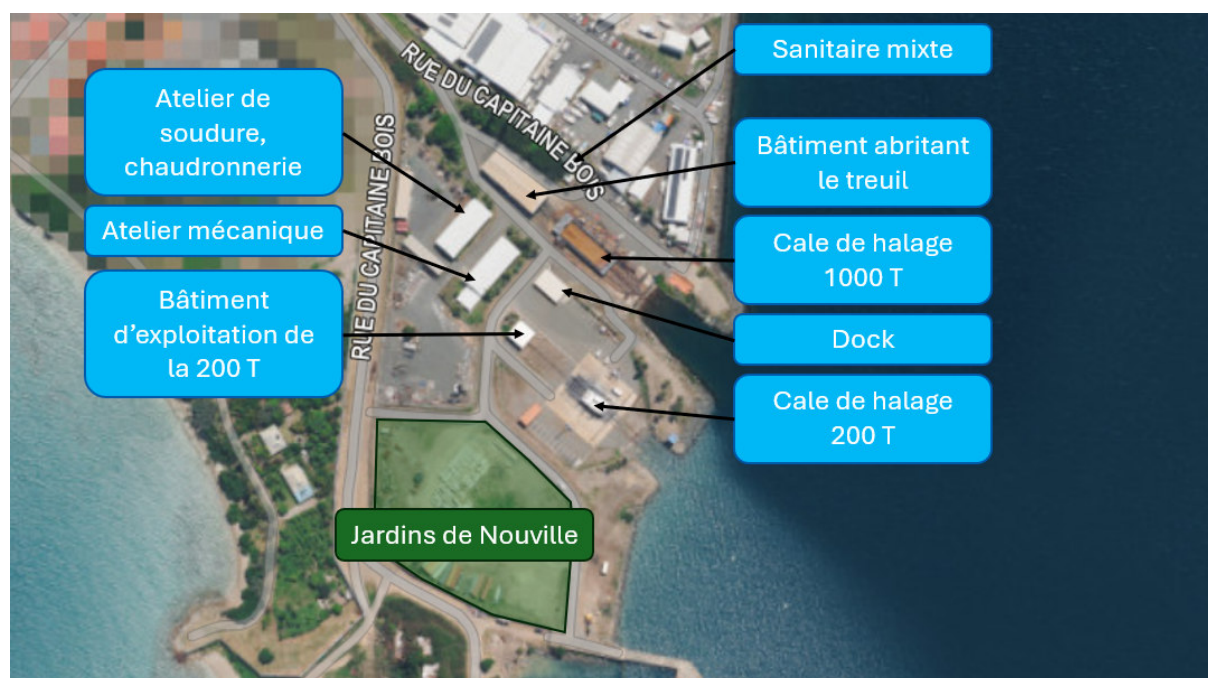 Atelier de
soudure,
chaudronnerie
Atelier mécanique
Bâtiment
d’exploitation de
la 200 T
RUE DU CAPITAINE BOIS
RUE DU CAPITAINE BOIS
Sanitaire mixte
Bâtiment abritant
le treuil
Cale de halage
1000 T
Dock
Cale de halage
200 T
Jardins de Nouville